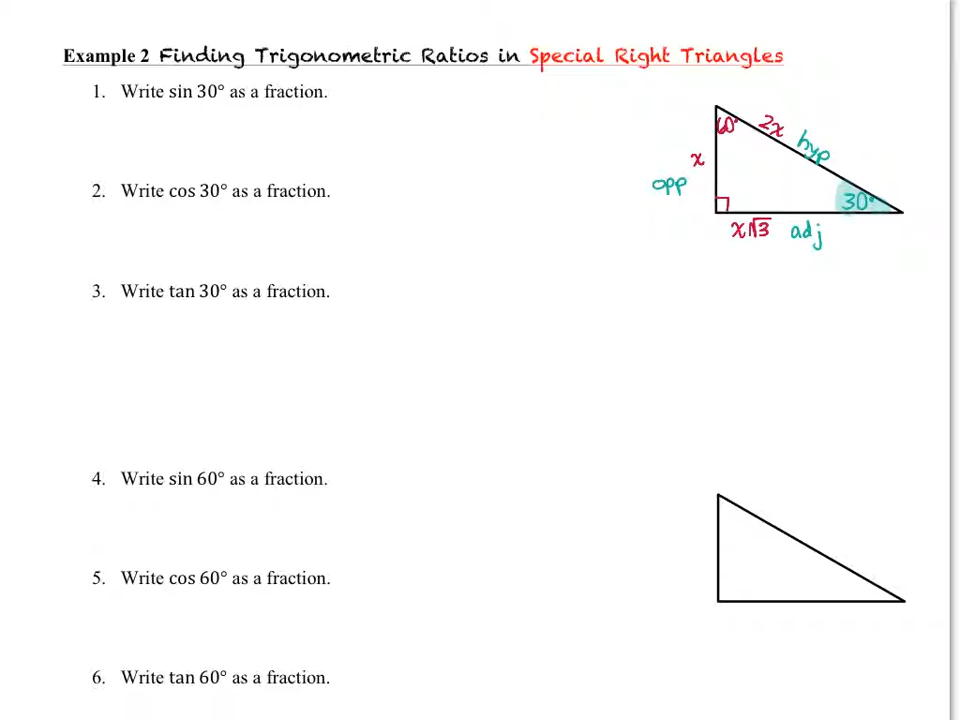 Example 2 Finding Trigonometric Ratios in Special Right Triangles
1. Write sin 30° as a fraction.
60° 2x hyp
x
opp
2. Write cos 30° as a fraction.
30°
x√3 adj
3. Write tan 30° as a fraction.
4. Write sin 60° as a fraction.
5. Write cos 60° as a fraction.
6. Write tan 60° as a fraction.